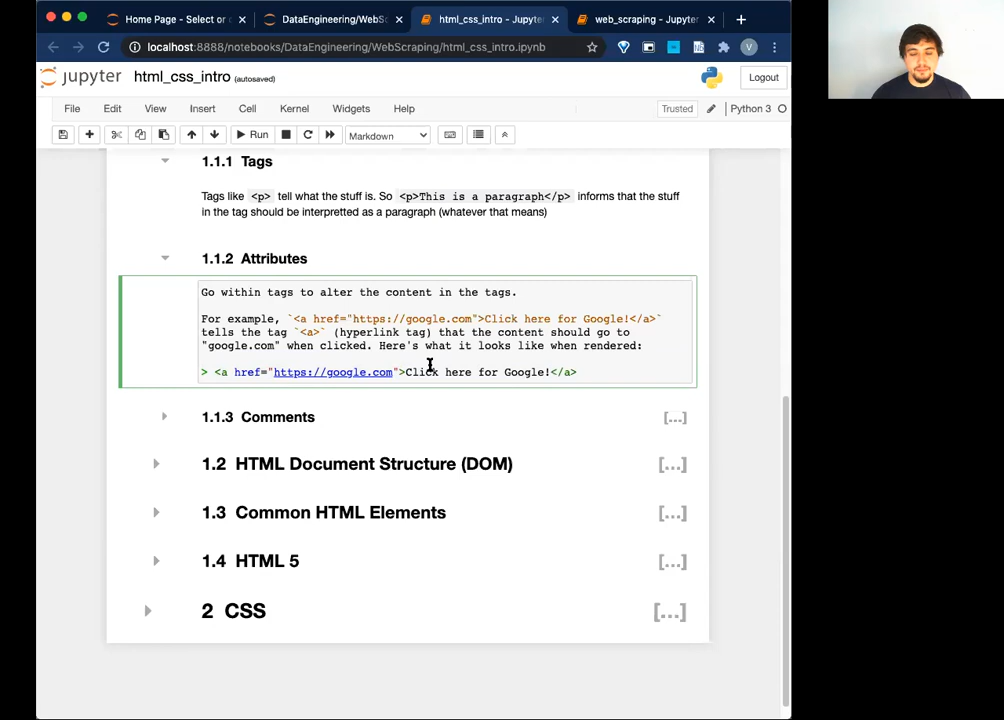 Home Page - Select or c
DataEngineering/WebSc
html_css_intro - Jupyte
web_scraping - Jupyter
localhost:8888/notebooks/DataEngineering/WebScraping/html_css_intro.ipynb
V
jupyter html_css_intro (autosaved)
Logout
File Edit View Insert Cell Kernel Widgets Help
Trusted
Python 3
Run
Markdown
1.1.1 Tags
Tags like <p> tell what the stuff is. So <p>This is a paragraph</p> informs that the stuff
in the tag should be interpretted as a paragraph (whatever that means)
1.1.2 Attributes
Go within tags to alter the content in the tags.
For example, `<a href="https://google.com">Click here for Google!</a>`
tells the tag `<a>` (hyperlink tag) that the content should go to
"google.com" when clicked. Here's what it looks like when rendered:
> <a href="https://google.com">Click here for Google!</a>
1.1.3 Comments
[...]
1.2 HTML Document Structure (DOM)
[...]
1.3 Common HTML Elements
[...]
1.4 HTML 5
[...]
2 CSS
[...]